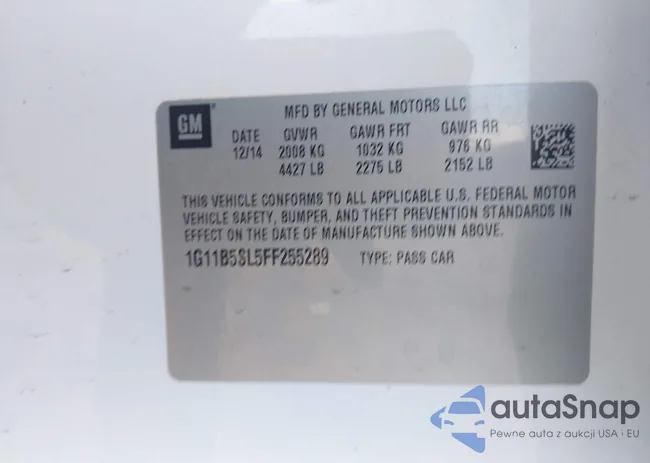 GM
MFD BY GENERAL MOTORS LLC
DATE GVWR GAWR FRT GAWR RR
12/14 2008 KG 1032 KG 976 KG
4427 LB 2275 LB 2152 LB
THIS VEHICLE CONFORMS TO ALL APPLICABLE U.S. FEDERAL MOTOR
VEHICLE SAFETY, BUMPER, AND THEFT PREVENTION STANDARDS IN
EFFECT ON THE DATE OF MANUFACTURE SHOWN ABOVE.
1G11B5SL5FF255289 TYPE: PASS CAR
autaSnap
Pewne auta z aukcji USA i EU